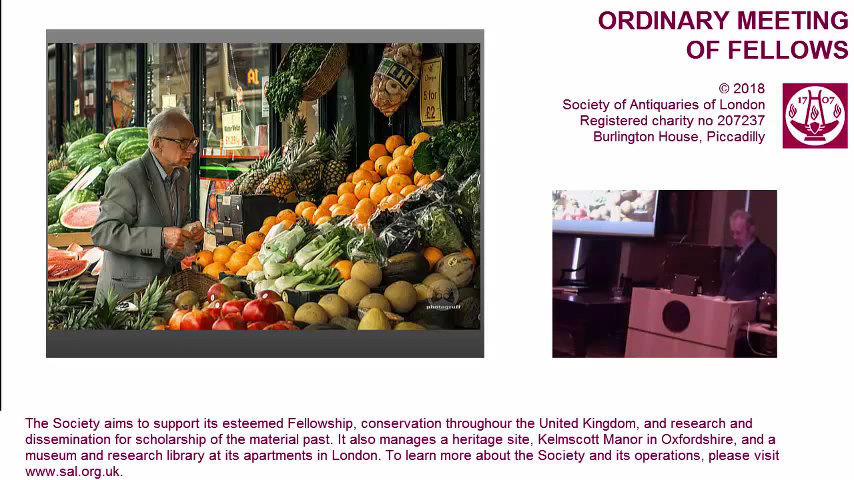 ORDINARY MEETING
OF FELLOWS
© 2018
Society of Antiquaries of London
Registered charity no 207237
Burlington House, Piccadilly
17 07
5 for
£2
photogruff
The Society aims to support its esteemed Fellowship, conservation throughour the United Kingdom, and research and
dissemination for scholarship of the material past. It also manages a heritage site, Kelmscott Manor in Oxfordshire, and a
museum and research library at its apartments in London. To learn more about the Society and its operations, please visit
www.sal.org.uk.